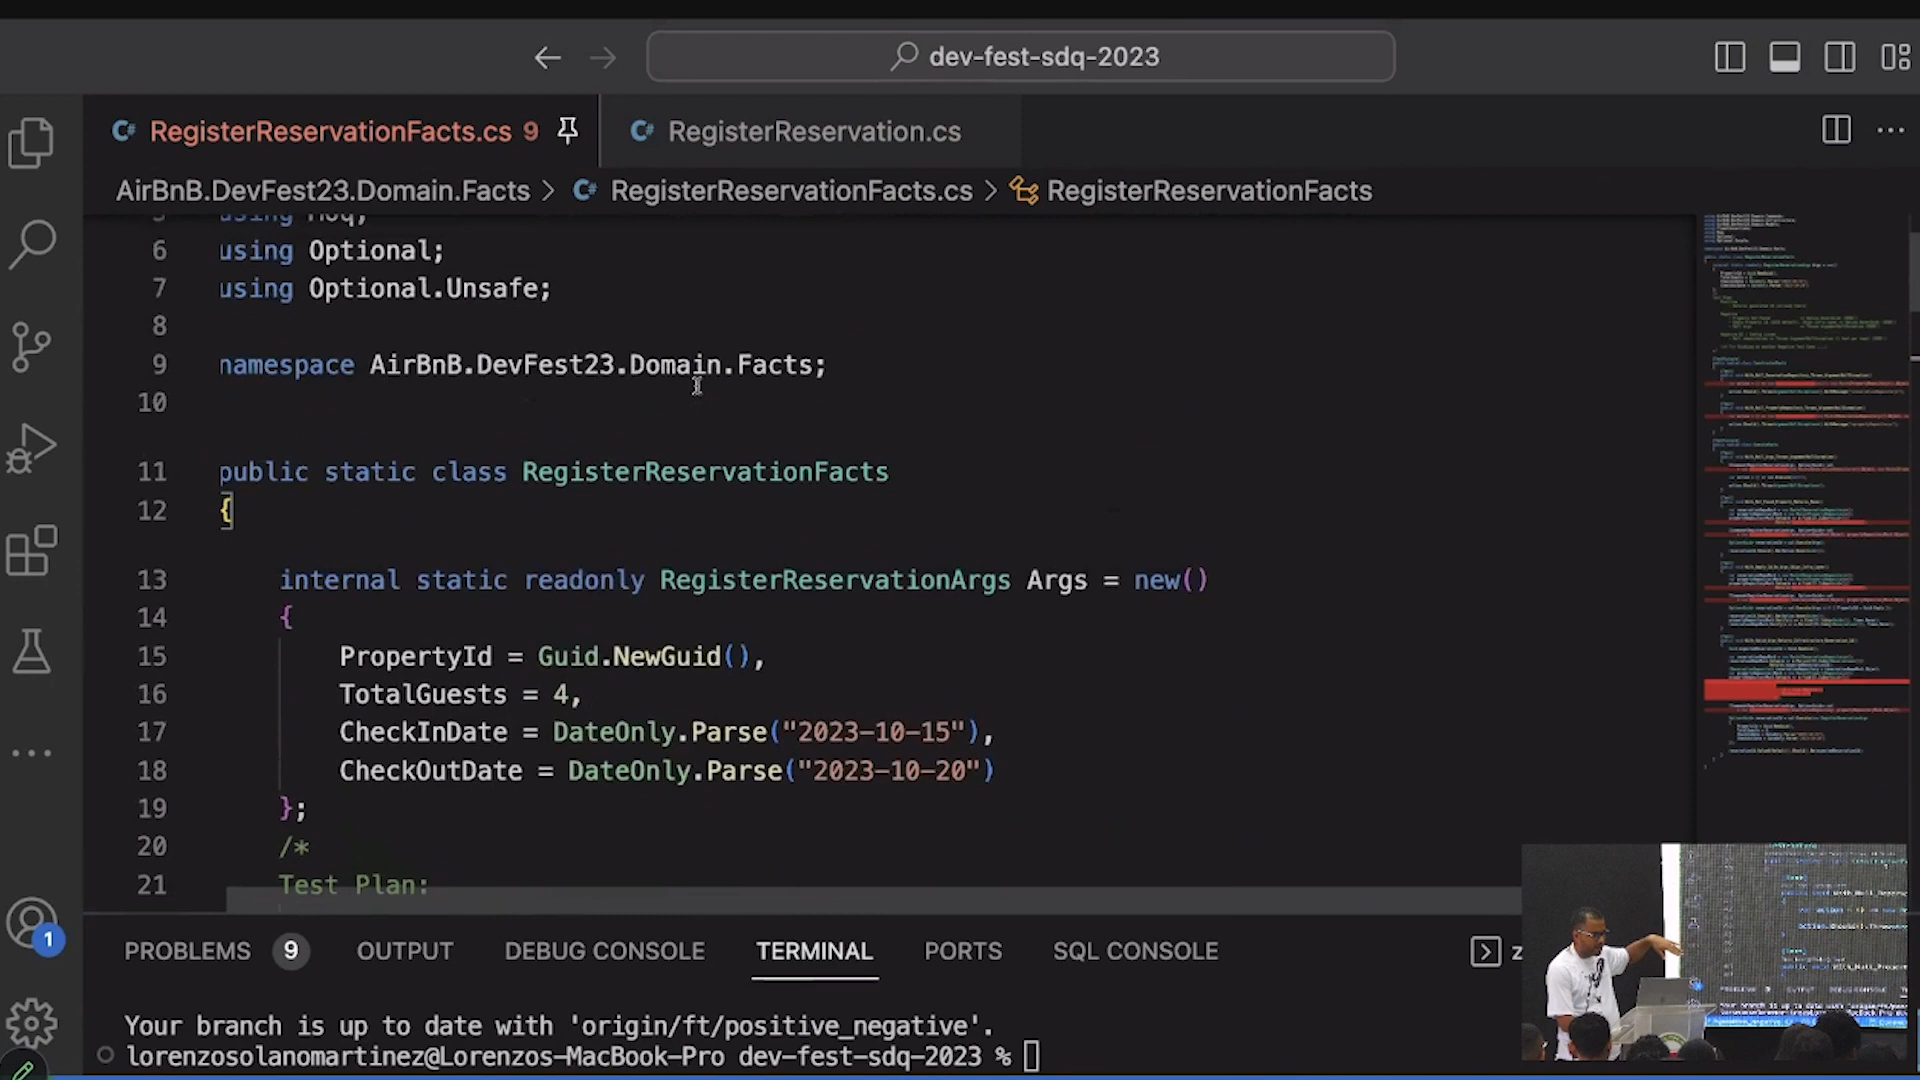 dev-fest-sdq-2023
RegisterReservationFacts.cs 9
RegisterReservation.cs
AirBnB.DevFest23.Domain.Facts > RegisterReservationFacts.cs > RegisterReservationFacts
5 using Moq;
6 using Optional;
7 using Optional.Unsafe;
8
9 namespace AirBnB.DevFest23.Domain.Facts;
10
11 public static class RegisterReservationFacts
12 {
13 internal static readonly RegisterReservationArgs Args = new()
14 {
15 PropertyId = Guid.NewGuid(),
16 TotalGuests = 4,
17 CheckInDate = DateOnly.Parse("2023-10-15"),
18 CheckOutDate = DateOnly.Parse("2023-10-20")
19 };
20 /*
21 Test Plan:
1
PROBLEMS 9 OUTPUT DEBUG CONSOLE TERMINAL PORTS SQL CONSOLE z
Your branch is up to date with 'origin/ft/positive_negative'.
lorenzosolanomartinez@Lorenzos-MacBook-Pro dev-fest-sdq-2023 %